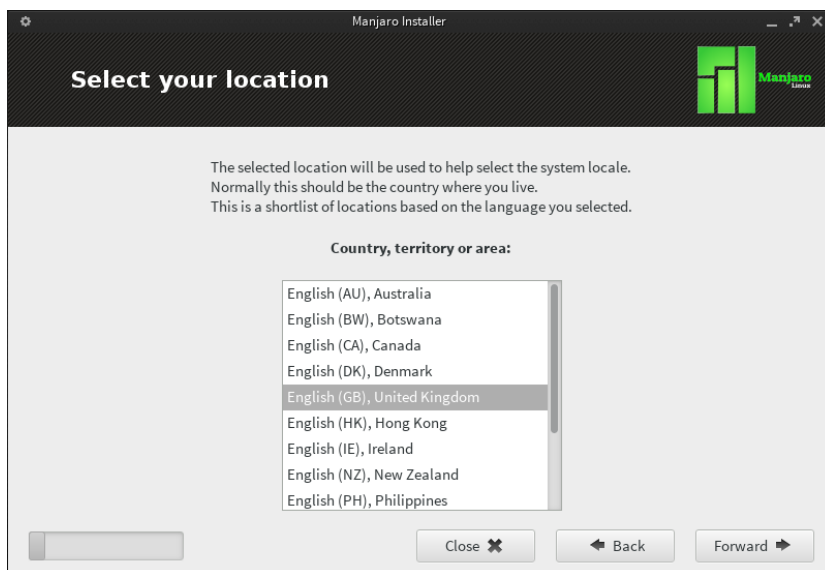 Manjaro Installer
Select your location
Manjaro
Linux
The selected location will be used to help select the system locale.
Normally this should be the country where you live.
This is a shortlist of locations based on the language you selected.
Country, territory or area:
English (AU), Australia
English (BW), Botswana
English (CA), Canada
English (DK), Denmark
English (GB), United Kingdom
English (HK), Hong Kong
English (IE), Ireland
English (NZ), New Zealand
English (PH), Philippines
Close Back Forward